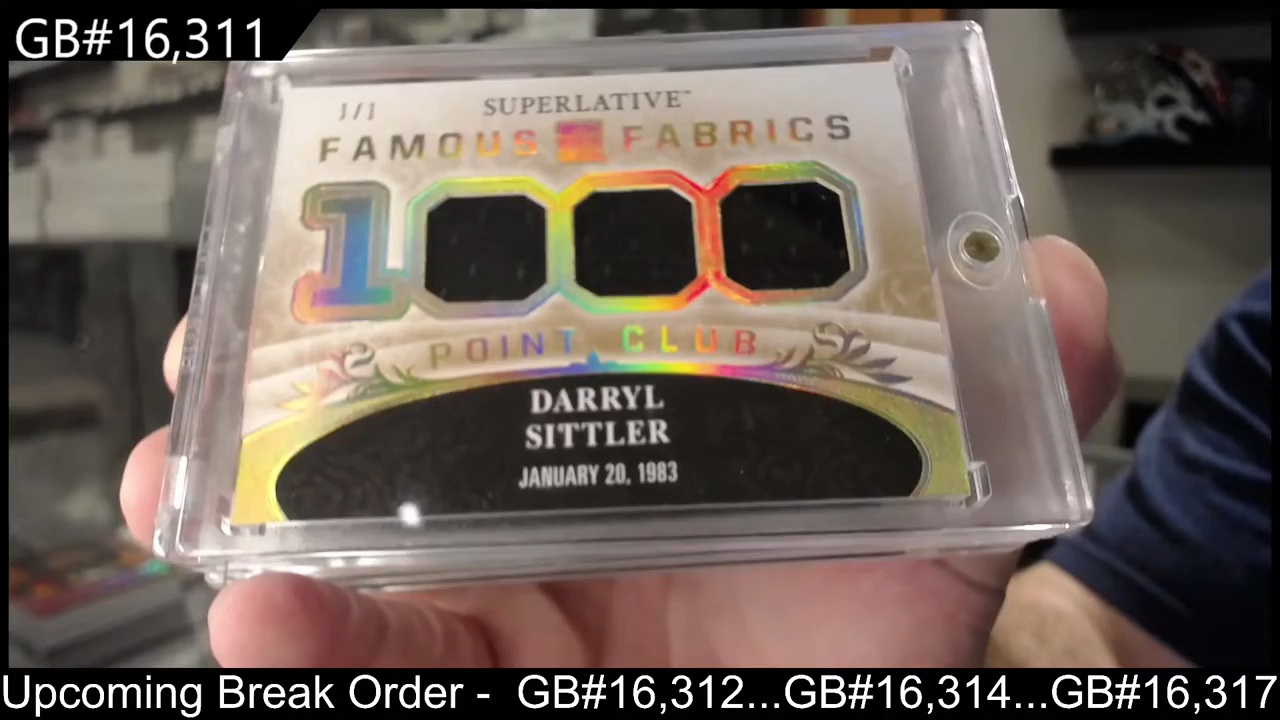 GB#16,311
1/1
SUPERLATIVE™
FAMOUS FABRICS
1000
POINT CLUB
DARRYL
SITTLER
JANUARY 20, 1983
Upcoming Break Order - GB#16,312...GB#16,314...GB#16,317